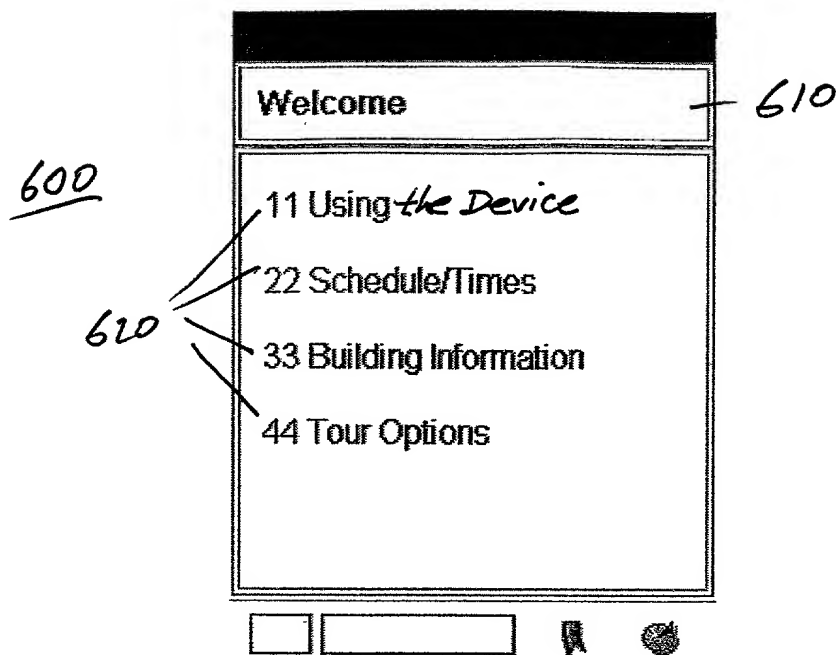 Welcome
610
600
11 Using the Device
22 Schedule/Times
620
33 Building Information
44 Tour Options